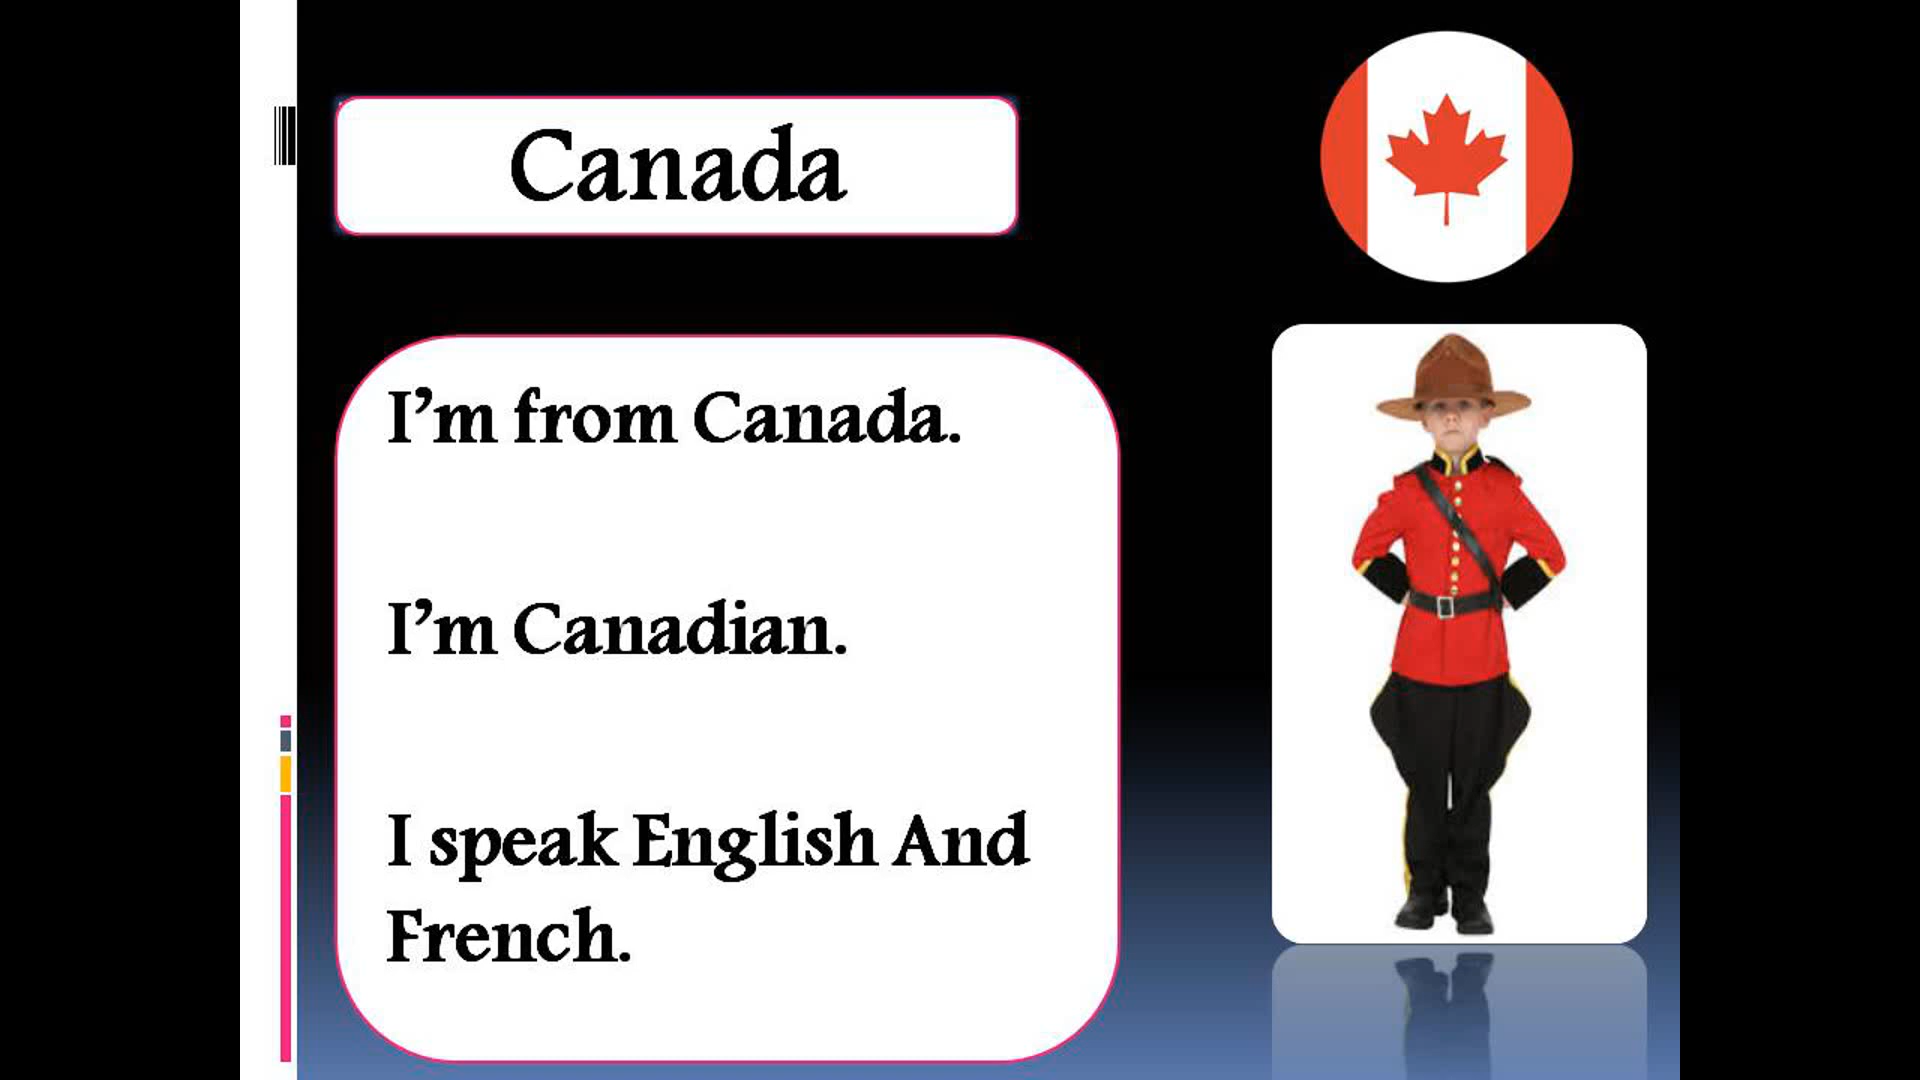 Canada
I'm from Canada.
I'm Canadian.
I speak English And
French.